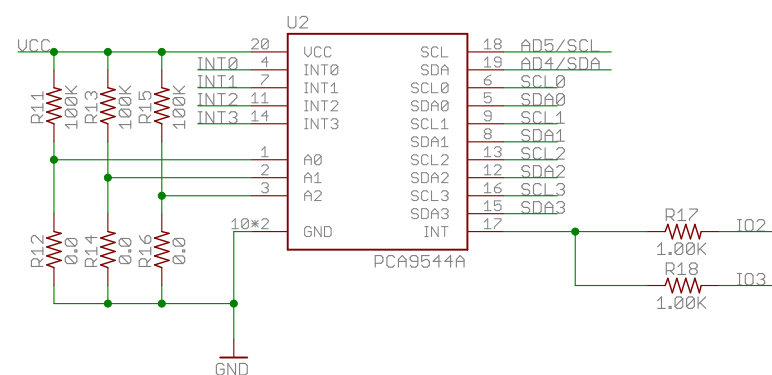 U2
VCC 20 VCC SCL 18 AD5/SCL
INT0 4 INT0 SDA 19 AD4/SDA
INT1 7 INT1 SCL0 6 SCL0
INT2 11 INT2 SDA0 5 SDA0
INT3 14 INT3 SCL1 9 SCL1
R11 100K R13 100K R15 100K
SDA1 8 SDA1
1 A0 SCL2 13 SCL2
2 A1 SDA2 12 SDA2
3 A2 SCL3 16 SCL3
SDA3 15 SDA3
10*2 GND INT 17
R12 0.0 R14 0.0 R16 0.0
R17 IO2
1.00K
PCA9544A
R18 IO3
1.00K
GND